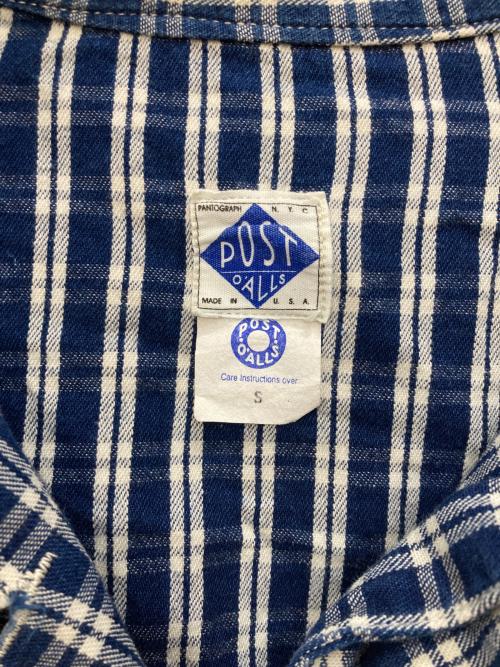 PANTOGRAPH N.Y.C
POST
O'ALLS
MADE IN U.S.A.
POST
O'ALLS
Care Instructions over
S